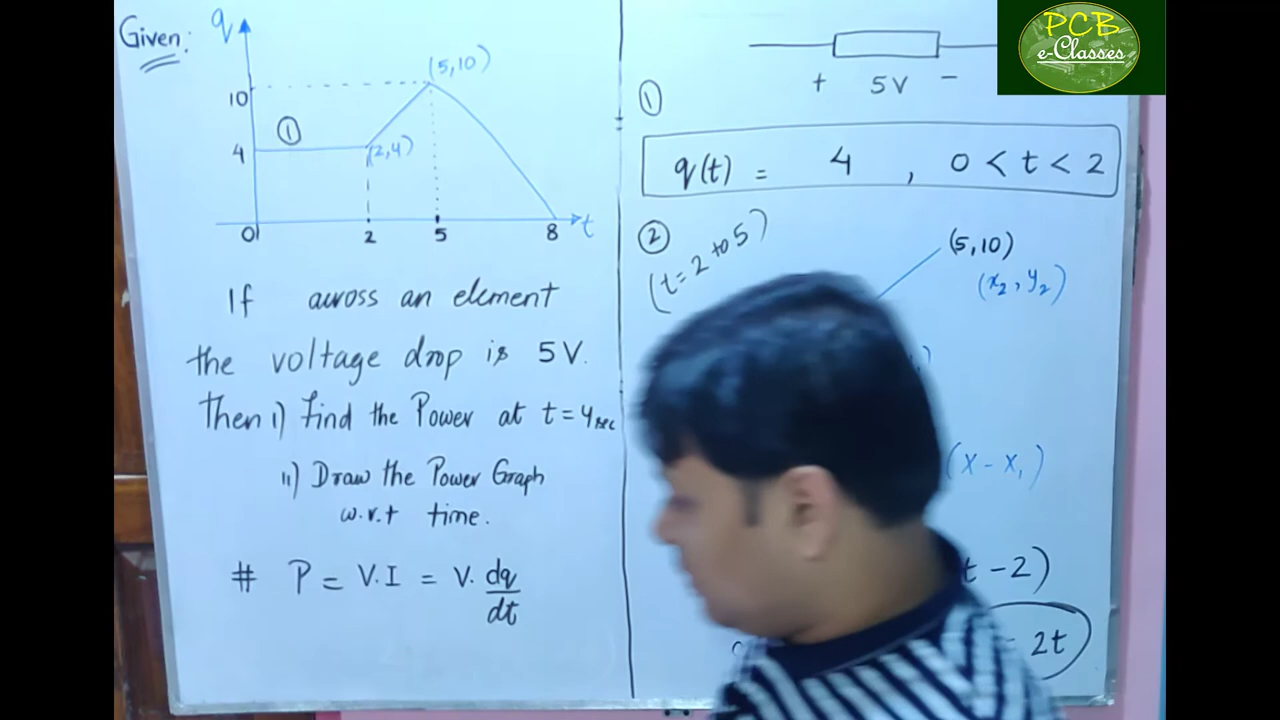 Given:
q
(5,10)
10
①
4
(2,4)
0
2
5
8
t
If across an element
the voltage drop is 5V.
Then i) Find the Power at t=4sec
ii) Draw the Power Graph
w.r.t time.
# P = V.I = V. dq/dt
PCB
e-Classes
+ 5V −
①
q(t) = 4 , 0 < t < 2
②
(t=2 to 5)
(5,10)
(x₂, y₂)
(x − x₁)
t − 2)
= 2t